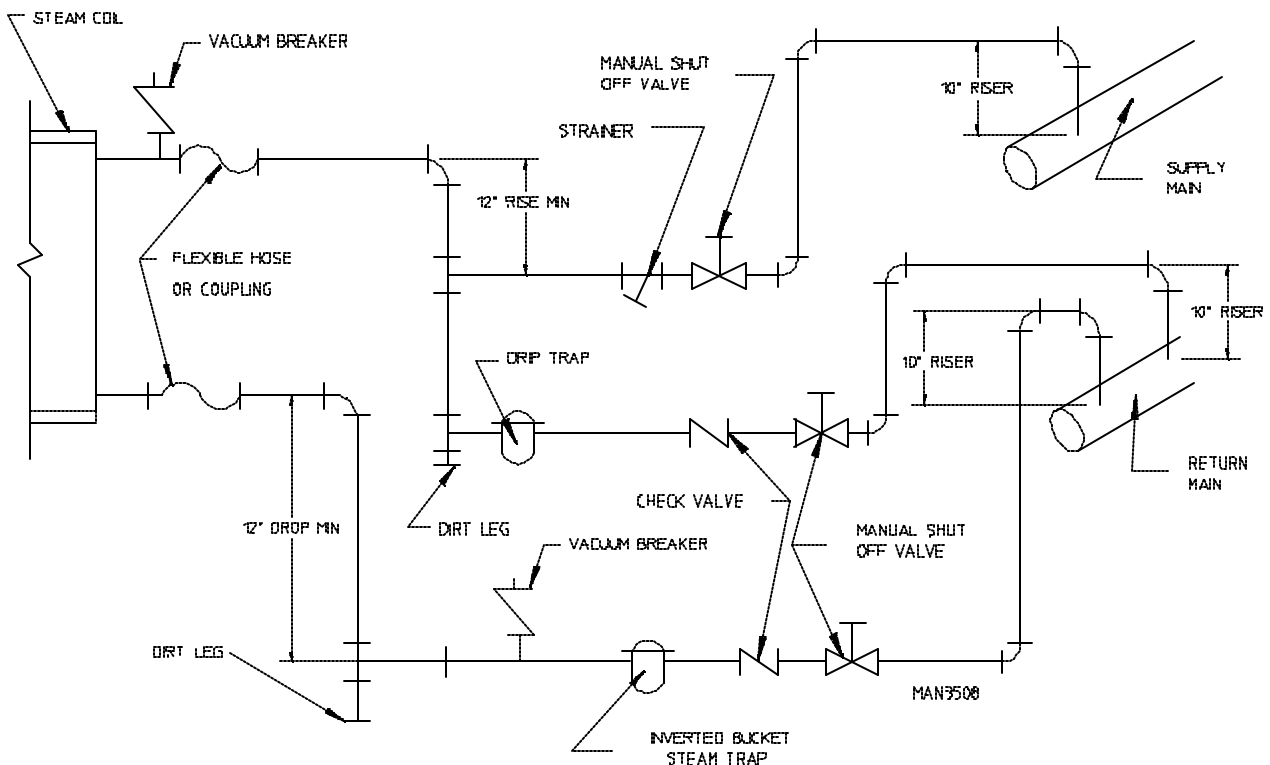 STEAM COIL
VACUUM BREAKER
MANUAL SHUT
OFF VALVE
10" RISER
STRAINER
SUPPLY
MAIN
12" RISE MIN
FLEXIBLE HOSE
OR COUPLING
10" RISER
DRIP TRAP
10" RISER
RETURN
MAIN
CHECK VALVE
12" DROP MIN
DIRT LEG
VACUUM BREAKER
MANUAL SHUT
OFF VALVE
DIRT LEG
MAN3508
INVERTED BUCKET
STEAM TRAP